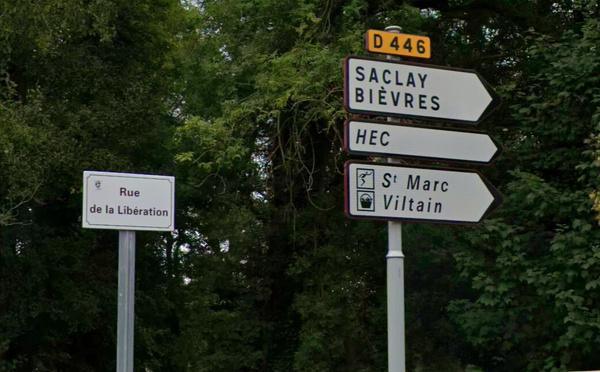 Rue
de la Libération
D 446
SACLAY
BIÈVRES
HEC
St Marc
Viltain